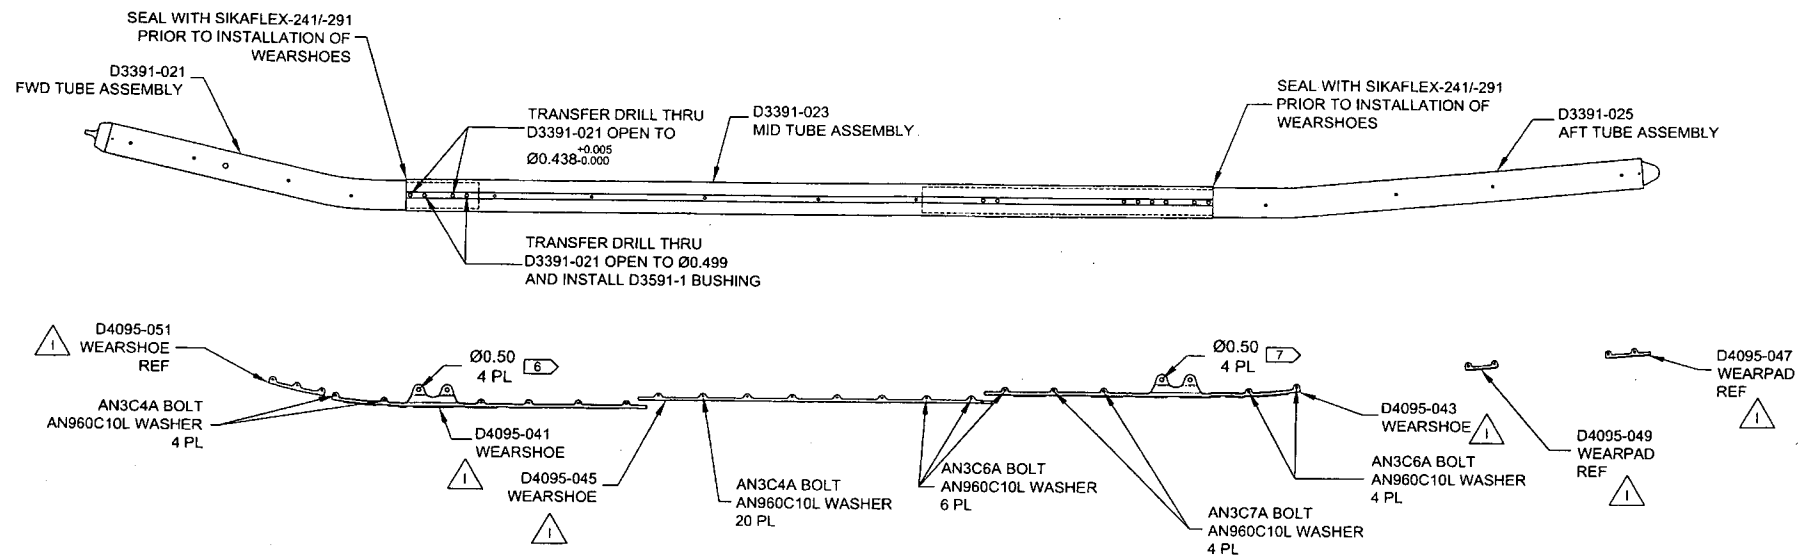 SEAL WITH SIKAFLEX-241/-291
PRIOR TO INSTALLATION OF
WEARSHOES
D3391-021
FWD TUBE ASSEMBLY
TRANSFER DRILL THRU
D3391-021 OPEN TO
Ø0.438 +0.005 -0.000
D3391-023
MID TUBE ASSEMBLY
SEAL WITH SIKAFLEX-241/-291
PRIOR TO INSTALLATION OF
WEARSHOES
D3391-025
AFT TUBE ASSEMBLY
TRANSFER DRILL THRU
D3391-021 OPEN TO Ø0.499
AND INSTALL D3591-1 BUSHING
1
D4095-051
WEARSHOE
REF
Ø0.50
4 PL
6
AN3C4A BOLT
AN960C10L WASHER
4 PL
D4095-041
WEARSHOE
1
D4095-045
WEARSHOE
1
AN3C4A BOLT
AN960C10L WASHER
20 PL
AN3C6A BOLT
AN960C10L WASHER
6 PL
Ø0.50
4 PL
7
AN3C7A BOLT
AN960C10L WASHER
4 PL
D4095-043
WEARSHOE
1
AN3C6A BOLT
AN960C10L WASHER
4 PL
D4095-049
WEARPAD
REF
1
D4095-047
WEARPAD
REF
1